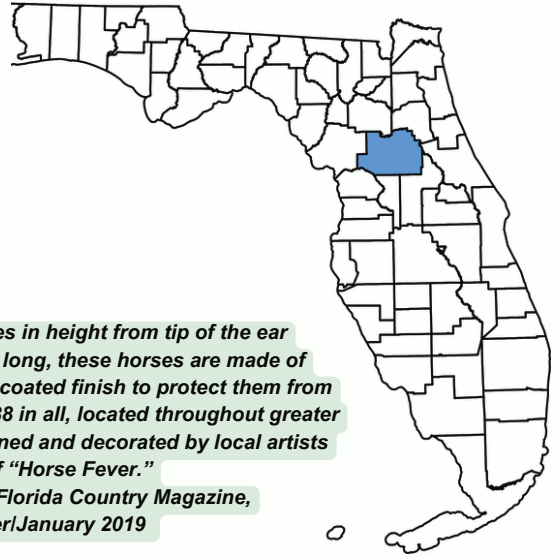 es in height from tip of the ear
long, these horses are made of
coated finish to protect them from
38 in all, located throughout greater
ned and decorated by local artists
f “Horse Fever.”
Florida Country Magazine,
er/January 2019